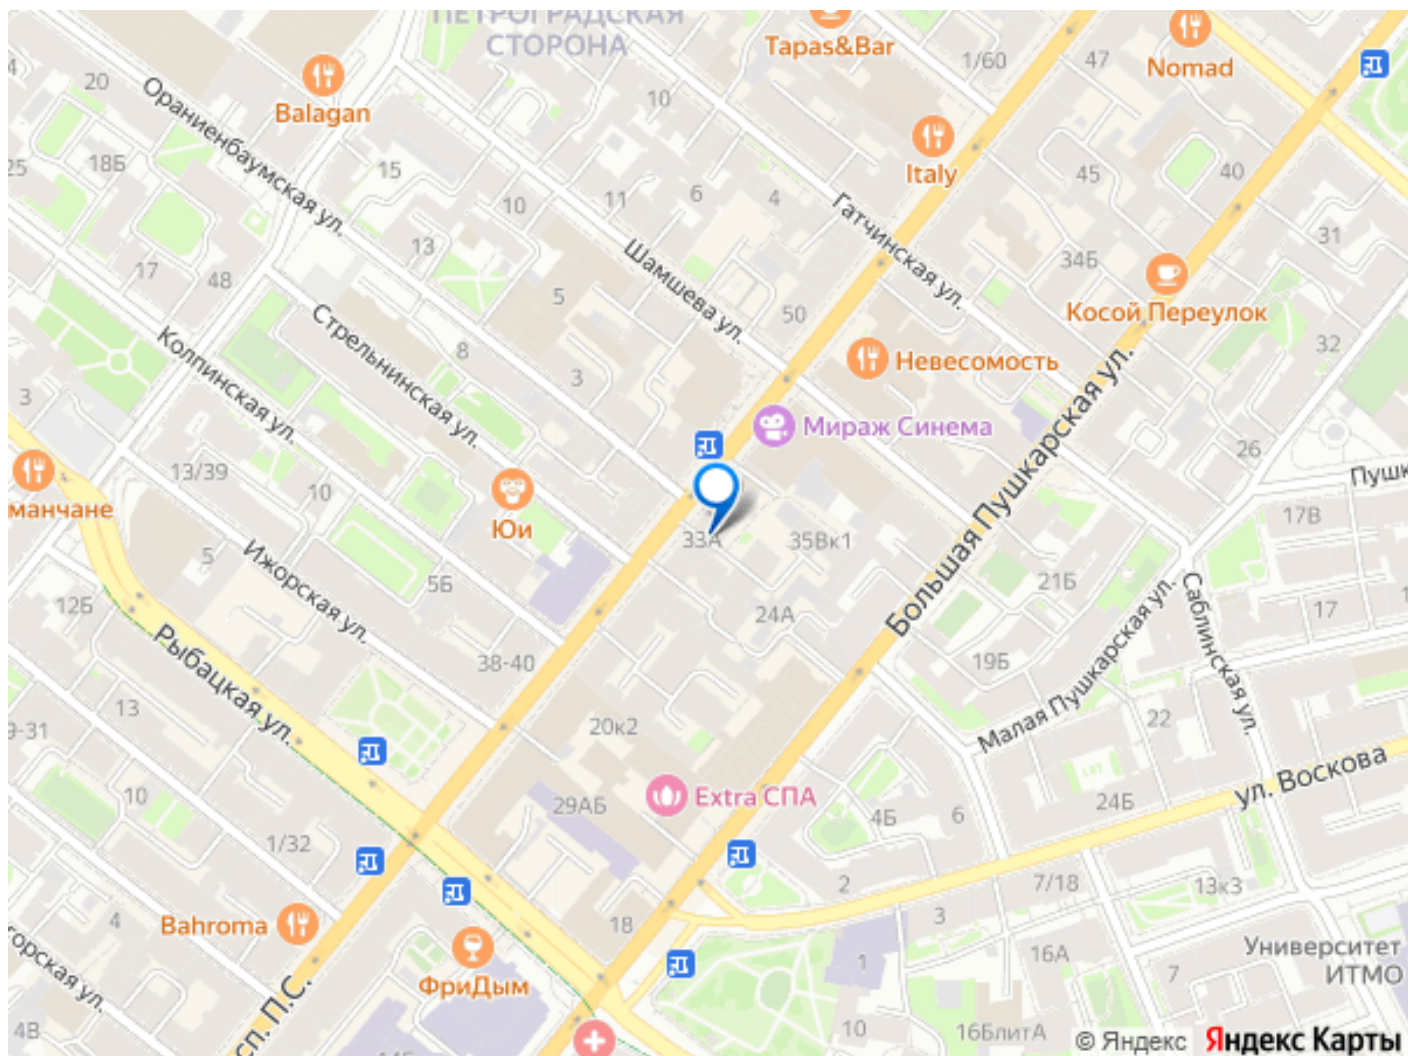 ПЕТРОГРАДСКАЯ
СТОРОНА
Tapas&Bar
1/60
47
Nomad
20
Balagan
10
Ораниенбаумская ул.
Italy
40
25
18Б
15
45
11
6
4
10
Гатчинская ул.
31
13
Шамшева ул.
34Б
17
48
5
50
Косой Переулок
Стрельнинская ул.
Колпинская ул.
8
3
Невесомость
32
3
Мираж Синема
Большая Пушкарская ул.
26
13/39
10
Юи
манчане
33А
35Вк1
17В
Ижорская ул.
5
5Б
21Б
Саблинская ул.
12Б
24А
17
Рыбацкая ул.
38-40
19Б
Малая Пушкарская ул.
13
20к2
22
ул. Воскова
10
29АБ
Extra СПА
4Б
6
24Б
1/32
2
7/18
13к3
4
Bahroma
18
3
16А
Университет
ИТМО
1
7
ФриДым
4В
10
16БлитА
© Яндекс
Яндекс Карты